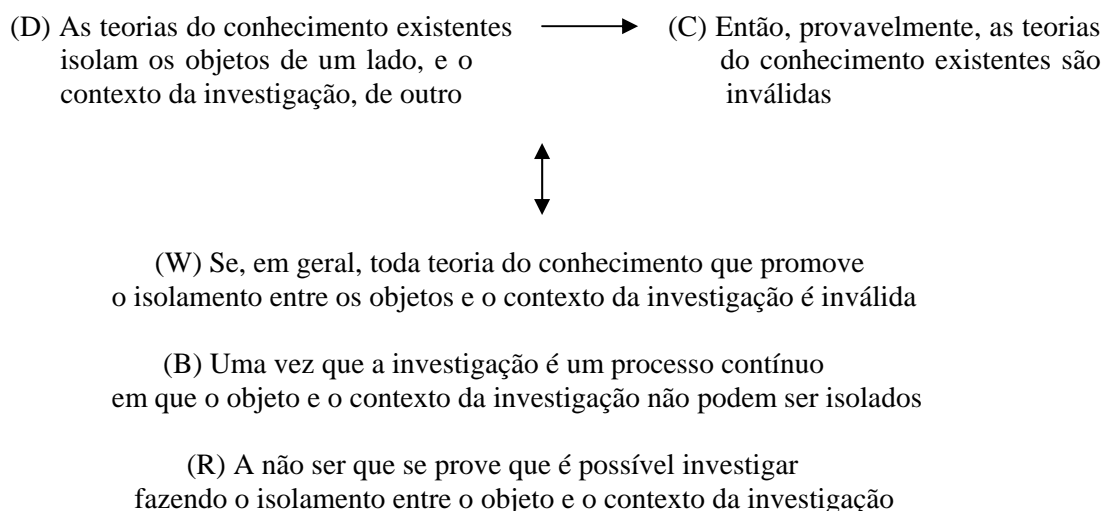 (D) As teorias do conhecimento existentes
isolam os objetos de um lado, e o
contexto da investigação, de outro
(C) Então, provavelmente, as teorias
do conhecimento existentes são
inválidas
(W) Se, em geral, toda teoria do conhecimento que promove
o isolamento entre os objetos e o contexto da investigação é inválida
(B) Uma vez que a investigação é um processo contínuo
em que o objeto e o contexto da investigação não podem ser isolados
(R) A não ser que se prove que é possível investigar
fazendo o isolamento entre o objeto e o contexto da investigação